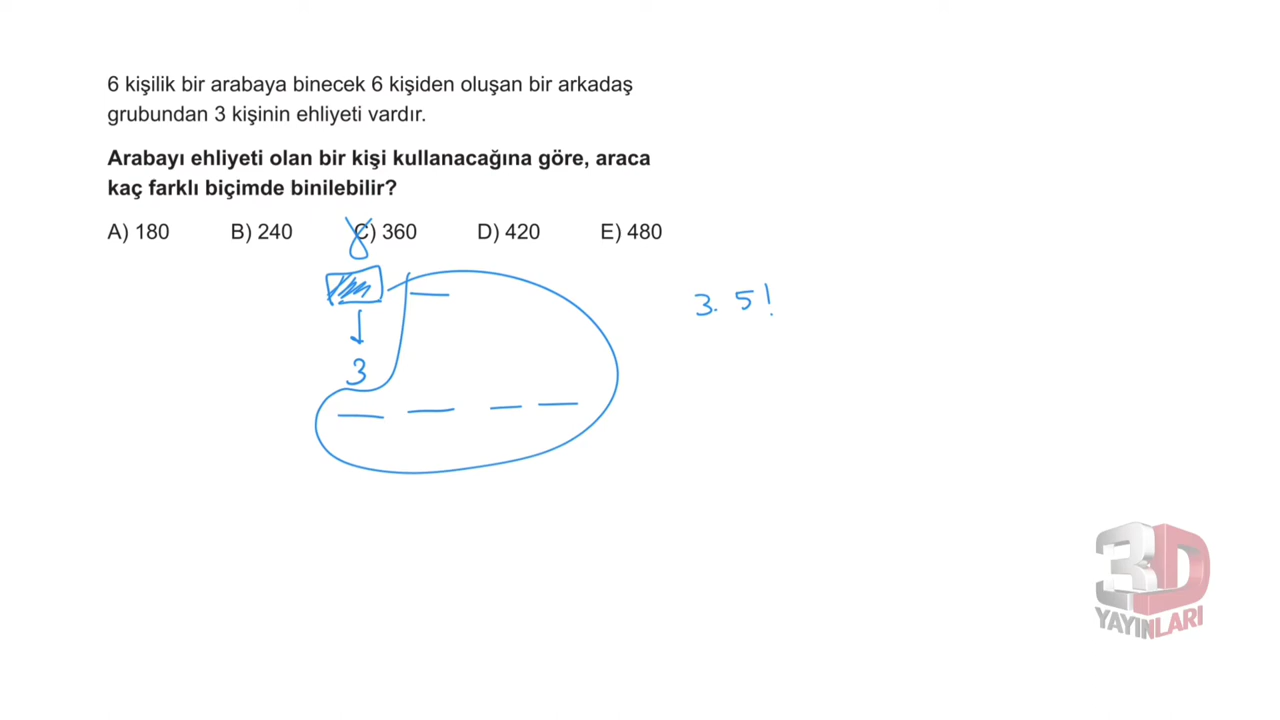 6 kişilik bir arabaya binecek 6 kişiden oluşan bir arkadaş
grubundan 3 kişinin ehliyeti vardır.
Arabayı ehliyeti olan bir kişi kullanacağına göre, araca
kaç farklı biçimde binilebilir?
A) 180 B) 240 C) 360 D) 420 E) 480
3. 5!
3
3D
YAYINLARI